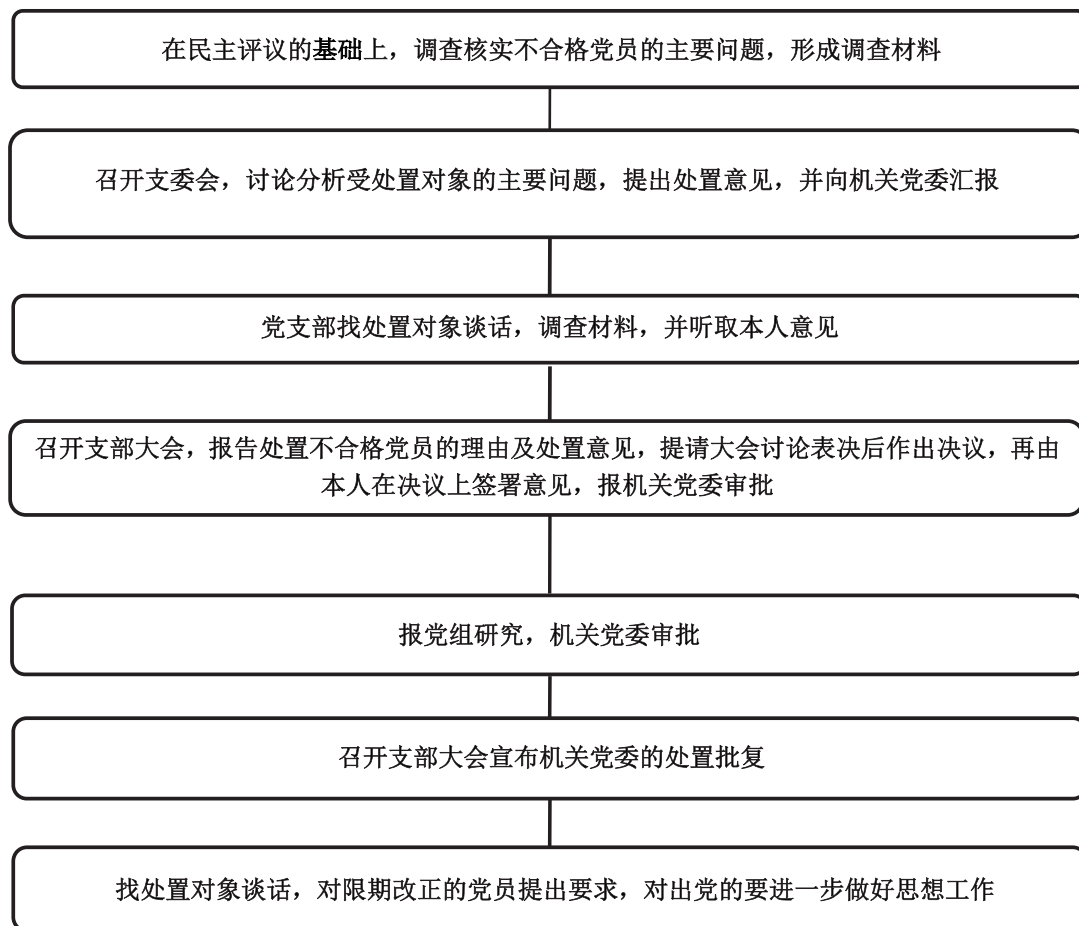 在民主评议的基础上，调查核实不合格党员的主要问题，形成调查材料
召开支委会，讨论分析受处置对象的主要问题，提出处置意见，并向机关党委汇报
党支部找处置对象谈话，调查材料，并听取本人意见
召开支部大会，报告处置不合格党员的理由及处置意见，提请大会讨论表决后作出决议，再由
本人在决议上签署意见，报机关党委审批
报党组研究，机关党委审批
召开支部大会宣布机关党委的处置批复
找处置对象谈话，对限期改正的党员提出要求，对出党的要进一步做好思想工作